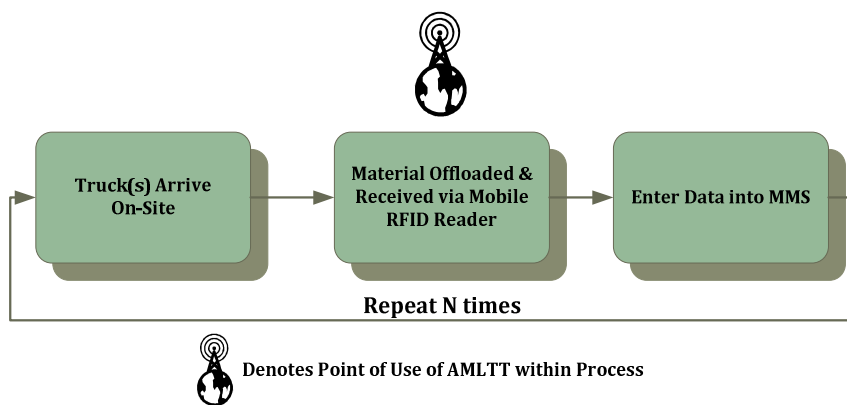 Truck(s) Arrive
On-Site
Material Offloaded &
Received via Mobile
RFID Reader
Enter Data into MMS
Repeat N times
Denotes Point of Use of AMLTT within Process